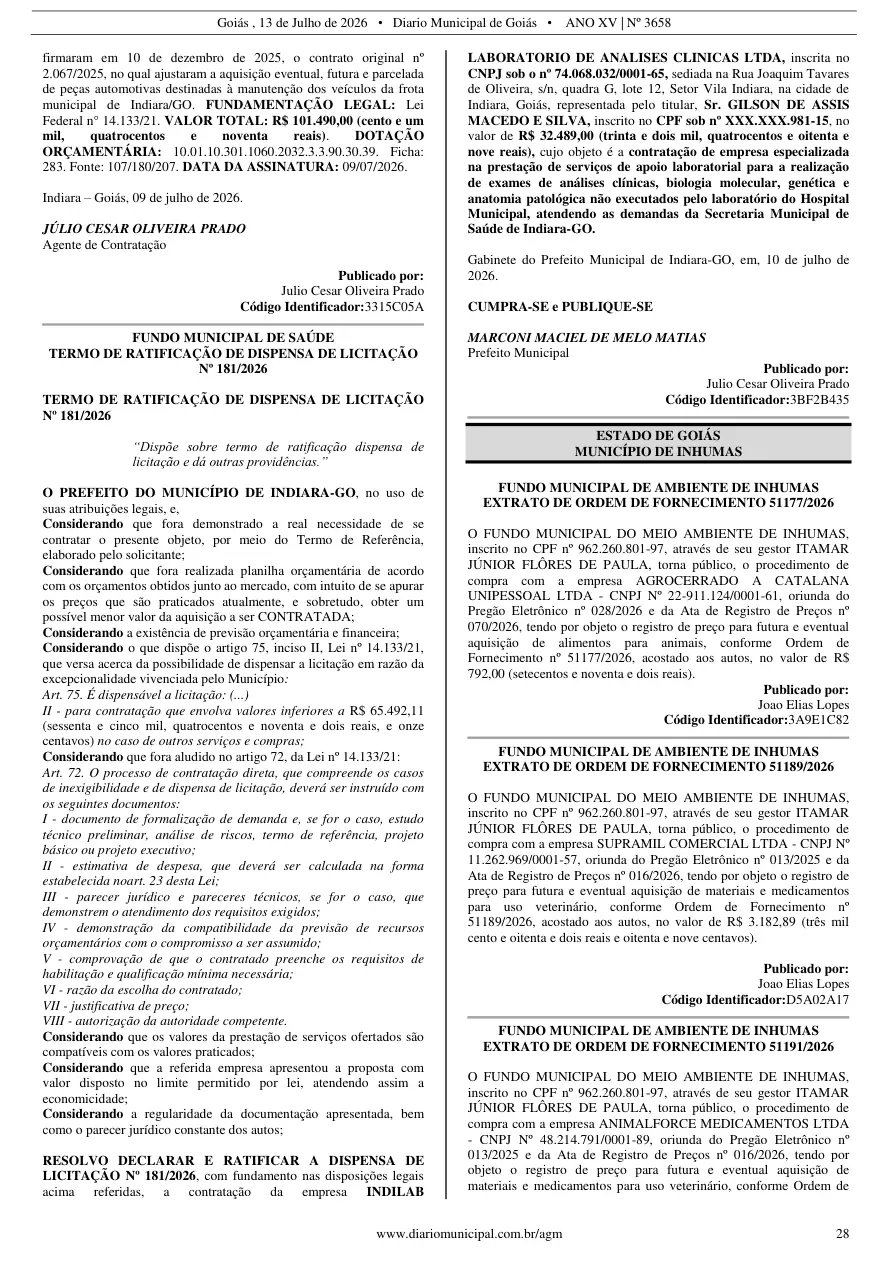 Goiás , 13 de Julho de 2026 • Diario Municipal de Goiás • ANO XV | Nº 3658
firmaram em 10 de dezembro de 2025, o contrato original nº
2.067/2025, no qual ajustaram a aquisição eventual, futura e parcelada
de peças automotivas destinadas à manutenção dos veículos da frota
municipal de Indiara/GO. FUNDAMENTAÇÃO LEGAL: Lei
Federal n° 14.133/21. VALOR TOTAL: R$ 101.490,00 (cento e um
mil, quatrocentos e noventa reais). DOTAÇÃO
ORÇAMENTÁRIA: 10.01.10.301.1060.2032.3.3.90.30.39. Ficha:
283. Fonte: 107/180/207. DATA DA ASSINATURA: 09/07/2026.
Indiara – Goiás, 09 de julho de 2026.
JÚLIO CESAR OLIVEIRA PRADO
Agente de Contratação
Publicado por:
Julio Cesar Oliveira Prado
Código Identificador:3315C05A
FUNDO MUNICIPAL DE SAÚDE
TERMO DE RATIFICAÇÃO DE DISPENSA DE LICITAÇÃO
Nº 181/2026
TERMO DE RATIFICAÇÃO DE DISPENSA DE LICITAÇÃO
Nº 181/2026
“Dispõe sobre termo de ratificação dispensa de
licitação e dá outras providências.”
O PREFEITO DO MUNICÍPIO DE INDIARA-GO, no uso de
suas atribuições legais, e,
Considerando que fora demonstrado a real necessidade de se
contratar o presente objeto, por meio do Termo de Referência,
elaborado pelo solicitante;
Considerando que fora realizada planilha orçamentária de acordo
com os orçamentos obtidos junto ao mercado, com intuito de se apurar
os preços que são praticados atualmente, e sobretudo, obter um
possível menor valor da aquisição a ser CONTRATADA;
Considerando a existência de previsão orçamentária e financeira;
Considerando o que dispõe o artigo 75, inciso II, Lei nº 14.133/21,
que versa acerca da possibilidade de dispensar a licitação em razão da
excepcionalidade vivenciada pelo Município:
Art. 75. É dispensável a licitação: (...)
II - para contratação que envolva valores inferiores a R$ 65.492,11
(sessenta e cinco mil, quatrocentos e noventa e dois reais, e onze
centavos) no caso de outros serviços e compras;
Considerando que fora aludido no artigo 72, da Lei nº 14.133/21:
Art. 72. O processo de contratação direta, que compreende os casos
de inexigibilidade e de dispensa de licitação, deverá ser instruído com
os seguintes documentos:
I - documento de formalização de demanda e, se for o caso, estudo
técnico preliminar, análise de riscos, termo de referência, projeto
básico ou projeto executivo;
II - estimativa de despesa, que deverá ser calculada na forma
estabelecida noart. 23 desta Lei;
III - parecer jurídico e pareceres técnicos, se for o caso, que
demonstrem o atendimento dos requisitos exigidos;
IV - demonstração da compatibilidade da previsão de recursos
orçamentários com o compromisso a ser assumido;
V - comprovação de que o contratado preenche os requisitos de
habilitação e qualificação mínima necessária;
VI - razão da escolha do contratado;
VII - justificativa de preço;
VIII - autorização da autoridade competente.
Considerando que os valores da prestação de serviços ofertados são
compatíveis com os valores praticados;
Considerando que a referida empresa apresentou a proposta com
valor disposto no limite permitido por lei, atendendo assim a
economicidade;
Considerando a regularidade da documentação apresentada, bem
como o parecer jurídico constante dos autos;
RESOLVO DECLARAR E RATIFICAR A DISPENSA DE
LICITAÇÃO Nº 181/2026, com fundamento nas disposições legais
acima referidas, a contratação da empresa INDILAB
LABORATORIO DE ANALISES CLINICAS LTDA, inscrita no
CNPJ sob o nº 74.068.032/0001-65, sediada na Rua Joaquim Tavares
de Oliveira, s/n, quadra G, lote 12, Setor Vila Indiara, na cidade de
Indiara, Goiás, representada pelo titular, Sr. GILSON DE ASSIS
MACEDO E SILVA, inscrito no CPF sob nº XXX.XXX.981-15, no
valor de R$ 32.489,00 (trinta e dois mil, quatrocentos e oitenta e
nove reais), cujo objeto é a contratação de empresa especializada
na prestação de serviços de apoio laboratorial para a realização
de exames de análises clínicas, biologia molecular, genética e
anatomia patológica não executados pelo laboratório do Hospital
Municipal, atendendo as demandas da Secretaria Municipal de
Saúde de Indiara-GO.
Gabinete do Prefeito Municipal de Indiara-GO, em, 10 de julho de
2026.
CUMPRA-SE e PUBLIQUE-SE
MARCONI MACIEL DE MELO MATIAS
Prefeito Municipal
Publicado por:
Julio Cesar Oliveira Prado
Código Identificador:3BF2B435
ESTADO DE GOIÁS
MUNICÍPIO DE INHUMAS
FUNDO MUNICIPAL DE AMBIENTE DE INHUMAS
EXTRATO DE ORDEM DE FORNECIMENTO 51177/2026
O FUNDO MUNICIPAL DO MEIO AMBIENTE DE INHUMAS,
inscrito no CPF nº 962.260.801-97, através de seu gestor ITAMAR
JÚNIOR FLÔRES DE PAULA, torna público, o procedimento de
compra com a empresa AGROCERRADO A CATALANA
UNIPESSOAL LTDA - CNPJ Nº 22-911.124/0001-61, oriunda do
Pregão Eletrônico nº 028/2026 e da Ata de Registro de Preços nº
070/2026, tendo por objeto o registro de preço para futura e eventual
aquisição de alimentos para animais, conforme Ordem de
Fornecimento nº 51177/2026, acostado aos autos, no valor de R$
792,00 (setecentos e noventa e dois reais).
Publicado por:
Joao Elias Lopes
Código Identificador:3A9E1C82
FUNDO MUNICIPAL DE AMBIENTE DE INHUMAS
EXTRATO DE ORDEM DE FORNECIMENTO 51189/2026
O FUNDO MUNICIPAL DO MEIO AMBIENTE DE INHUMAS,
inscrito no CPF nº 962.260.801-97, através de seu gestor ITAMAR
JÚNIOR FLÔRES DE PAULA, torna público, o procedimento de
compra com a empresa SUPRAMIL COMERCIAL LTDA - CNPJ Nº
11.262.969/0001-57, oriunda do Pregão Eletrônico nº 013/2025 e da
Ata de Registro de Preços nº 016/2026, tendo por objeto o registro de
preço para futura e eventual aquisição de materiais e medicamentos
para uso veterinário, conforme Ordem de Fornecimento nº
51189/2026, acostado aos autos, no valor de R$ 3.182,89 (três mil
cento e oitenta e dois reais e oitenta e nove centavos).
Publicado por:
Joao Elias Lopes
Código Identificador:D5A02A17
FUNDO MUNICIPAL DE AMBIENTE DE INHUMAS
EXTRATO DE ORDEM DE FORNECIMENTO 51191/2026
O FUNDO MUNICIPAL DO MEIO AMBIENTE DE INHUMAS,
inscrito no CPF nº 962.260.801-97, através de seu gestor ITAMAR
JÚNIOR FLÔRES DE PAULA, torna público, o procedimento de
compra com a empresa ANIMALFORCE MEDICAMENTOS LTDA
- CNPJ Nº 48.214.791/0001-89, oriunda do Pregão Eletrônico nº
013/2025 e da Ata de Registro de Preços nº 016/2026, tendo por
objeto o registro de preço para futura e eventual aquisição de
materiais e medicamentos para uso veterinário, conforme Ordem de
www.diariomunicipal.com.br/agm
28